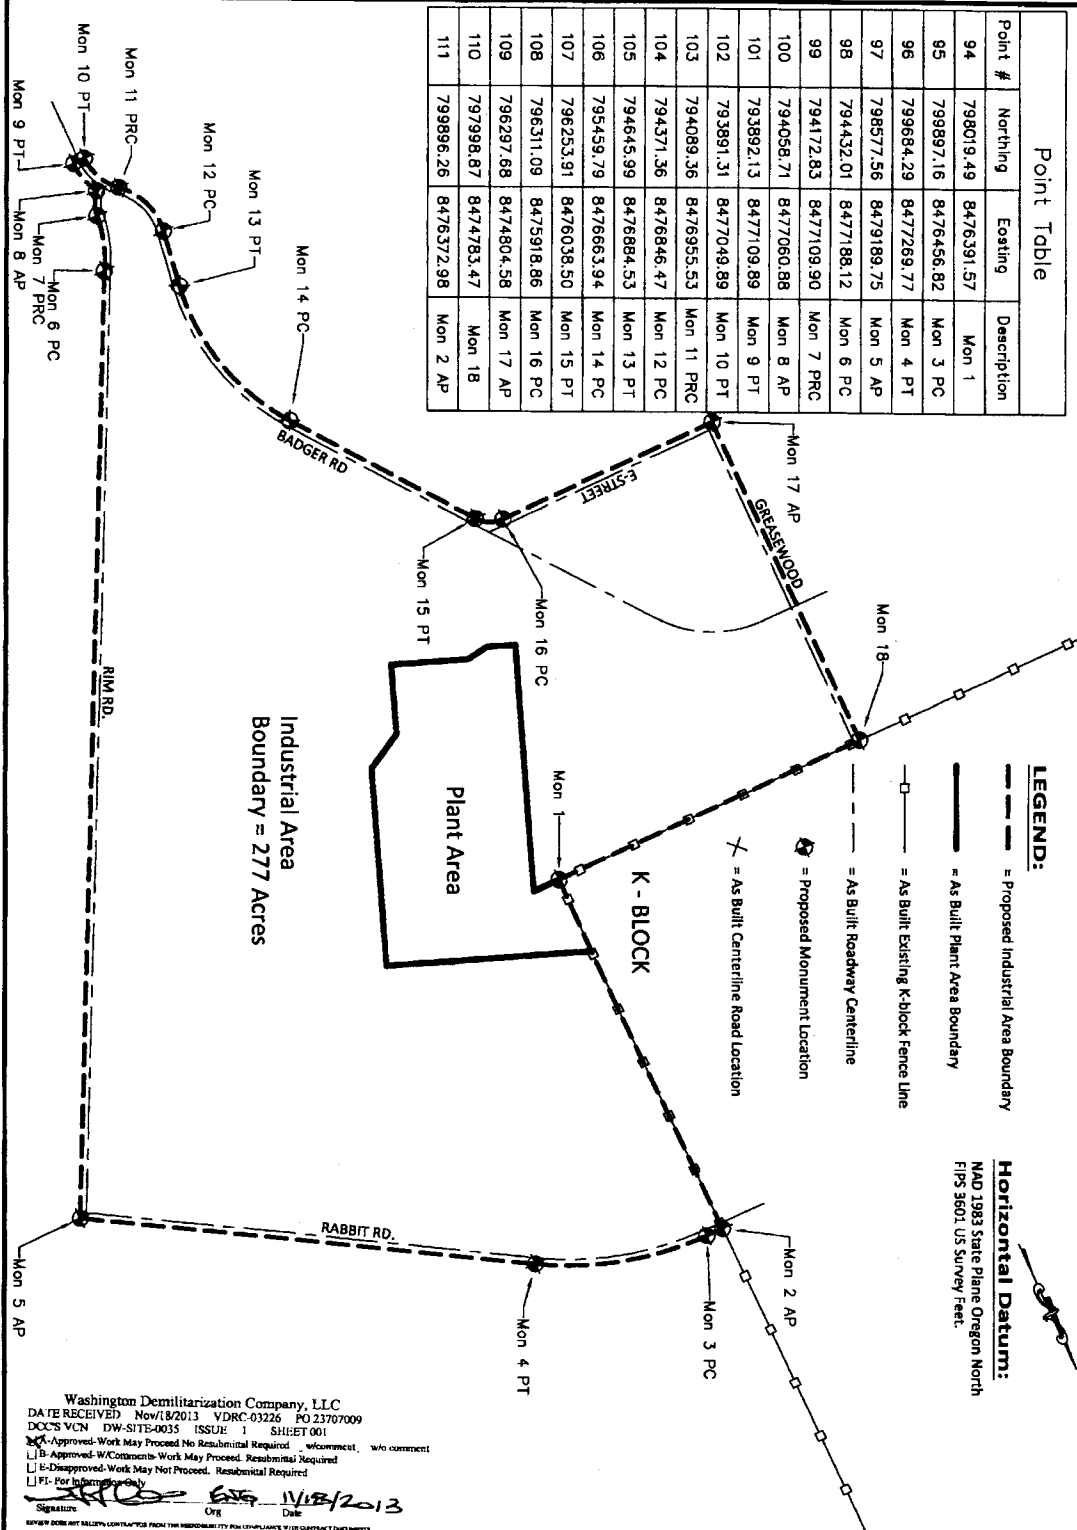 Point Table
Point # Northing Easting Description
94 798019.49 8476391.57 Mon 1
95 799897.16 8476456.82 Mon 3 PC
96 799684.29 8477269.77 Mon 4 PT
97 798577.56 8479189.75 Mon 5 AP
98 794432.01 8477188.12 Mon 6 PC
99 794172.83 8477109.90 Mon 7 PRC
100 794058.71 8477060.88 Mon 8 AP
101 793892.13 8477109.89 Mon 9 PT
102 793891.31 8477049.89 Mon 10 PT
103 794089.36 8476955.53 Mon 11 PRC
104 794371.36 8476846.47 Mon 12 PC
105 794645.99 8476884.53 Mon 13 PT
106 795459.79 8476663.94 Mon 14 PC
107 796253.91 8476038.50 Mon 15 PT
108 796311.09 8475918.86 Mon 16 PC
109 796297.68 8474804.58 Mon 17 AP
110 797998.87 8474783.47 Mon 18
111 799896.26 8476372.98 Mon 2 AP
LEGEND:
= Proposed Industrial Area Boundary
= As Built Plant Area Boundary
= As Built Existing K-block Fence Line
= As Built Roadway Centerline
= Proposed Monument Location
= As Built Centerline Road Location
Horizontal Datum:
NAD 1983 State Plane Oregon North
FIPS 3601 US Survey Feet.
Mon 17 AP
Mon 18
GREASEWOOD
E-STREET
Mon 16 PC
Mon 15 PT
BADGER RD
Mon 14 PC
Mon 13 PT
Mon 12 PC
Mon 11 PRC
Mon 10 PT
Mon 9 PT
Mon 8 AP
Mon 7 PRC
Mon 6 PC
RIM RD.
Mon 1
K - BLOCK
Plant Area
Industrial Area
Boundary = 277 Acres
Mon 2 AP
Mon 3 PC
Mon 4 PT
RABBIT RD.
Mon 5 AP
Washington Demilitarization Company, LLC
DATE RECEIVED Nov/18/2013 VDRC-03226 PO 23707009
DCC'S VCN DW-SITE-0035 ISSUE 1 SHEET 001
A-Approved-Work May Proceed No Resubmittal Required w/comment w/o comment
B-Approved-W/Comments-Work May Proceed. Resubmittal Required
E-Disapproved-Work May Not Proceed. Resubmittal Required
FI- For Information Only
ENG 11/18/2013
Signature Org Date
REVIEW DOES NOT RELIEVE CONTRACTOR FROM THE RESPONSIBILITY FOR COMPLIANCE WITH CONTRACT DOCUMENTS